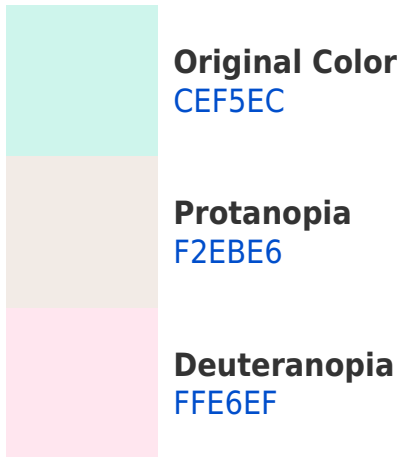 Original Color
CEF5EC
Protanopia
F2EBE6
Deuteranopia
FFE6EF